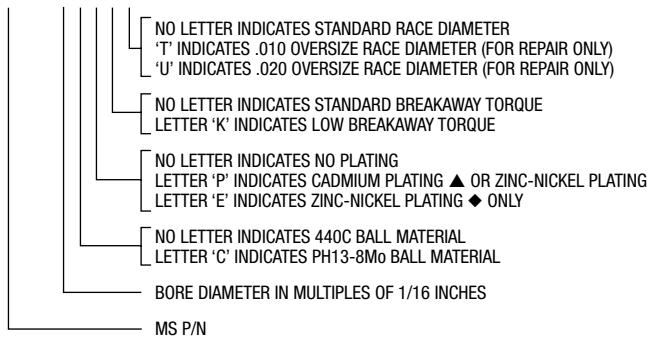 NO LETTER INDICATES STANDARD RACE DIAMETER
‘T’ INDICATES .010 OVERSIZE RACE DIAMETER (FOR REPAIR ONLY)
‘U’ INDICATES .020 OVERSIZE RACE DIAMETER (FOR REPAIR ONLY)
NO LETTER INDICATES STANDARD BREAKAWAY TORQUE
LETTER ‘K’ INDICATES LOW BREAKAWAY TORQUE
NO LETTER INDICATES NO PLATING
LETTER ‘P’ INDICATES CADMIUM PLATING ▲ OR ZINC-NICKEL PLATING
LETTER ‘E’ INDICATES ZINC-NICKEL PLATING ◆ ONLY
NO LETTER INDICATES 440C BALL MATERIAL
LETTER ‘C’ INDICATES PH13-8Mo BALL MATERIAL
BORE DIAMETER IN MULTIPLES OF 1/16 INCHES
MS P/N